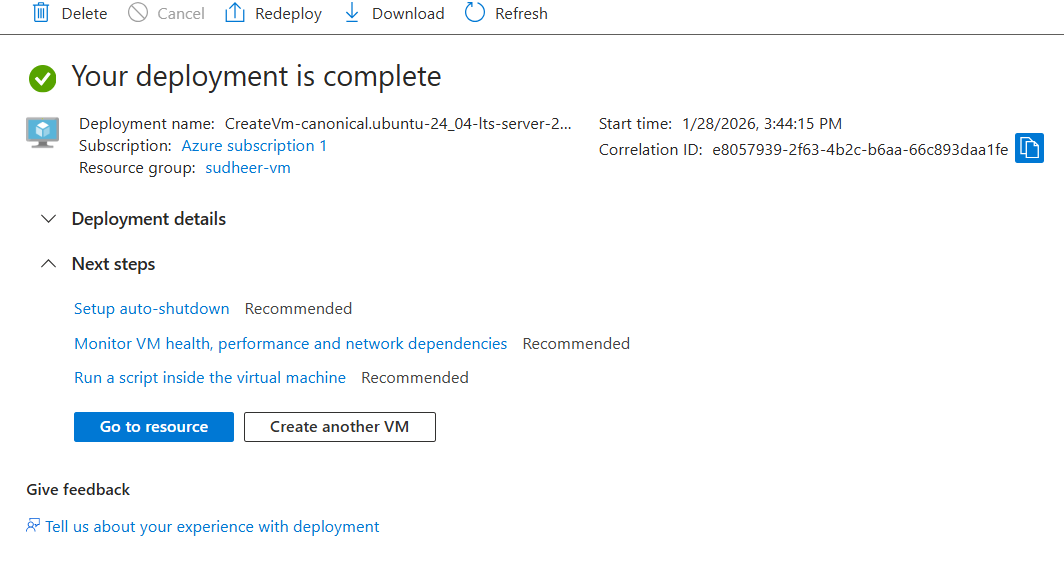 Delete Cancel Redeploy Download Refresh
Your deployment is complete
Deployment name: CreateVm-canonical.ubuntu-24_04-lts-server-2... Start time: 1/28/2026, 3:44:15 PM
Subscription: Azure subscription 1 Correlation ID: e8057939-2f63-4b2c-b6aa-66c893daa1fe
Resource group: sudheer-vm
Deployment details
Next steps
Setup auto-shutdown Recommended
Monitor VM health, performance and network dependencies Recommended
Run a script inside the virtual machine Recommended
Go to resource Create another VM
Give feedback
Tell us about your experience with deployment